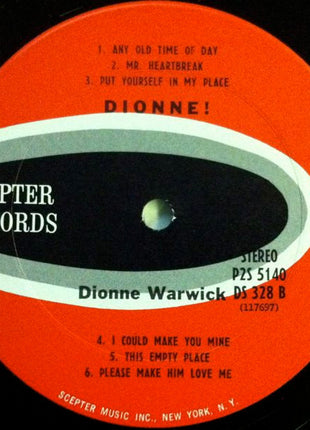 1. ANY OLD TIME OF DAY
2. MR. HEARTBREAK
3. PUT YOURSELF IN MY PLACE
DIONNE!
PTER
ORDS
STEREO
P2S 5140
Dionne Warwick DS 328 B
(117697)
4. I COULD MAKE YOU MINE
5. THIS EMPTY PLACE
6. PLEASE MAKE HIM LOVE ME
SCEPTER MUSIC INC., NEW YORK, N. Y.